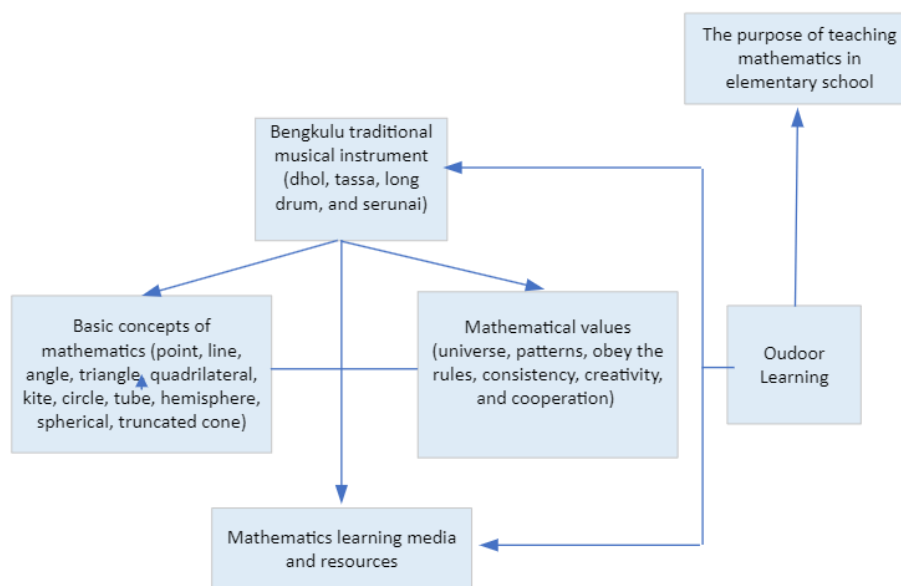 The purpose of teaching
mathematics in
elementary school
Bengkulu traditional
musical instrument
(dhol, tassa, long
drum, and serunai)
Basic concepts of
mathematics (point, line,
angle, triangle, quadrilateral,
kite, circle, tube, hemisphere,
spherical, truncated cone)
Mathematical values
(universe, patterns, obey the
rules, consistency, creativity,
and cooperation)
Oudoor
Learning
Mathematics learning media
and resources